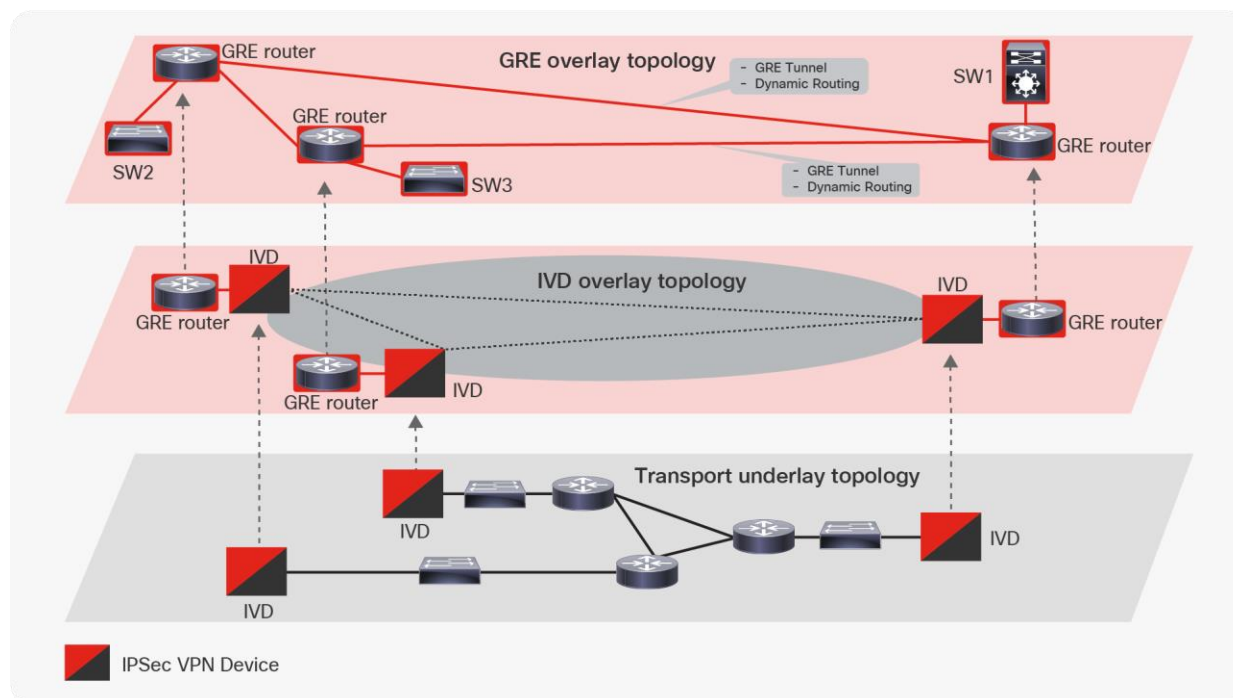 GRE router
GRE overlay topology
- GRE Tunnel
- Dynamic Routing
SW1
GRE router
SW2
GRE router
SW3
- GRE Tunnel
- Dynamic Routing
IVD
IVD overlay topology
IVD
GRE router
GRE router
GRE router
IVD
Transport underlay topology
IVD
IVD
IVD
IPSec VPN Device